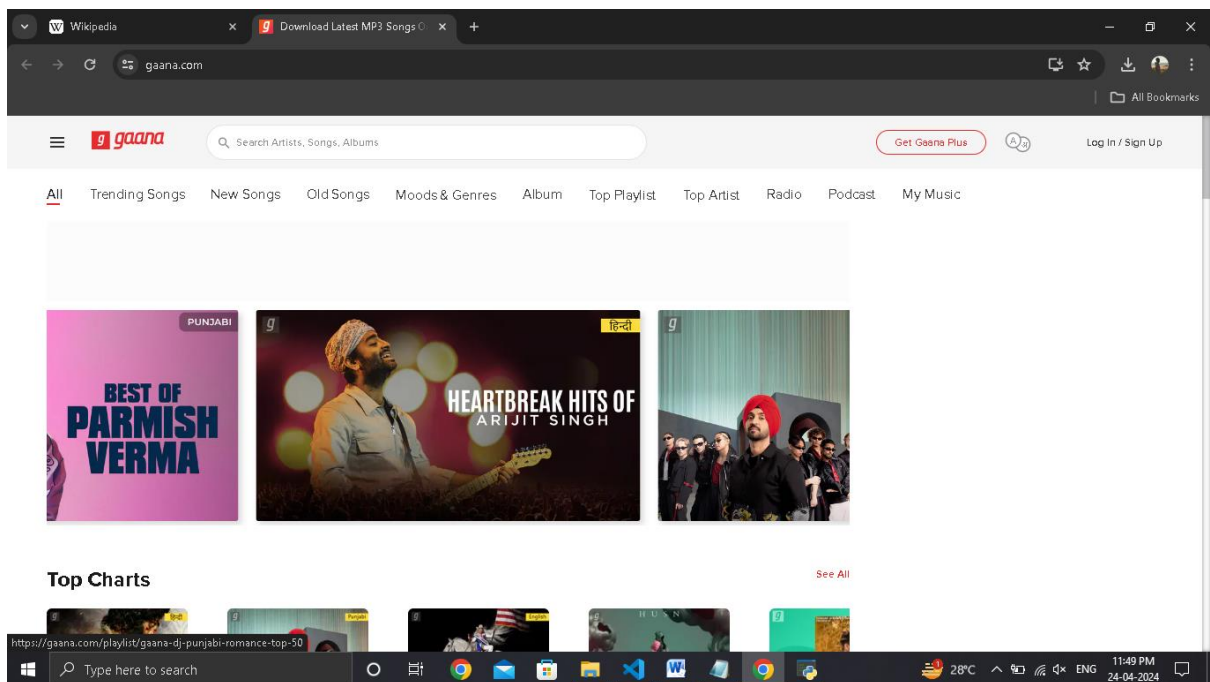 Wikipedia
Download Latest MP3 Songs O
gaana.com
All Bookmarks
gaana
Search Artists, Songs, Albums
Get Gaana Plus
Log In / Sign Up
All Trending Songs New Songs Old Songs Moods & Genres Album Top Playlist Top Artist Radio Podcast My Music
PUNJABI
BEST OF
PARMISH
VERMA
हिन्दी
HEARTBREAK HITS OF
ARIJIT SINGH
Top Charts
See All
हिन्दी
Punjabi
English
HUSN
https://gaana.com/playlist/gaana-dj-punjabi-romance-top-50
Type here to search
28°C
ENG
11:49 PM
24-04-2024